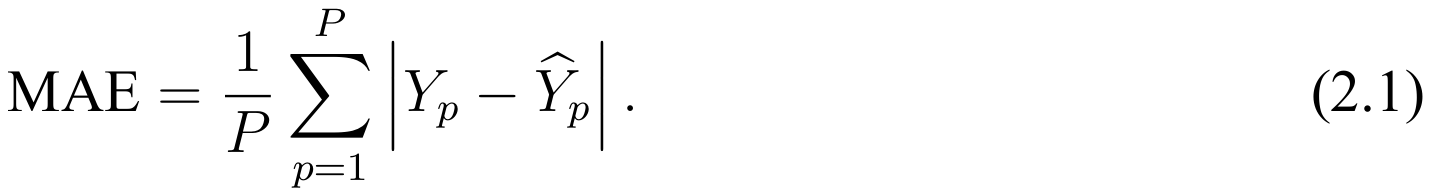 MAE = \frac{1}{P} \sum_{p=1}^{P} \left| Y_p - \widehat{Y}_p \right| . (2.1)